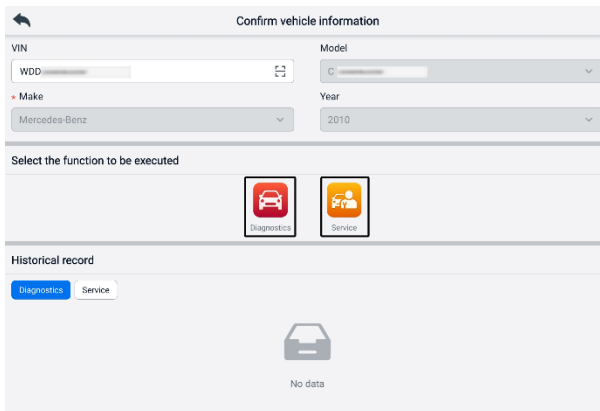 Confirm vehicle information
VIN
Model
WDD
C
* Make
Year
Mercedes-Benz
2010
Select the function to be executed
Diagnostics
Service
Historical record
Diagnostics
Service
No data